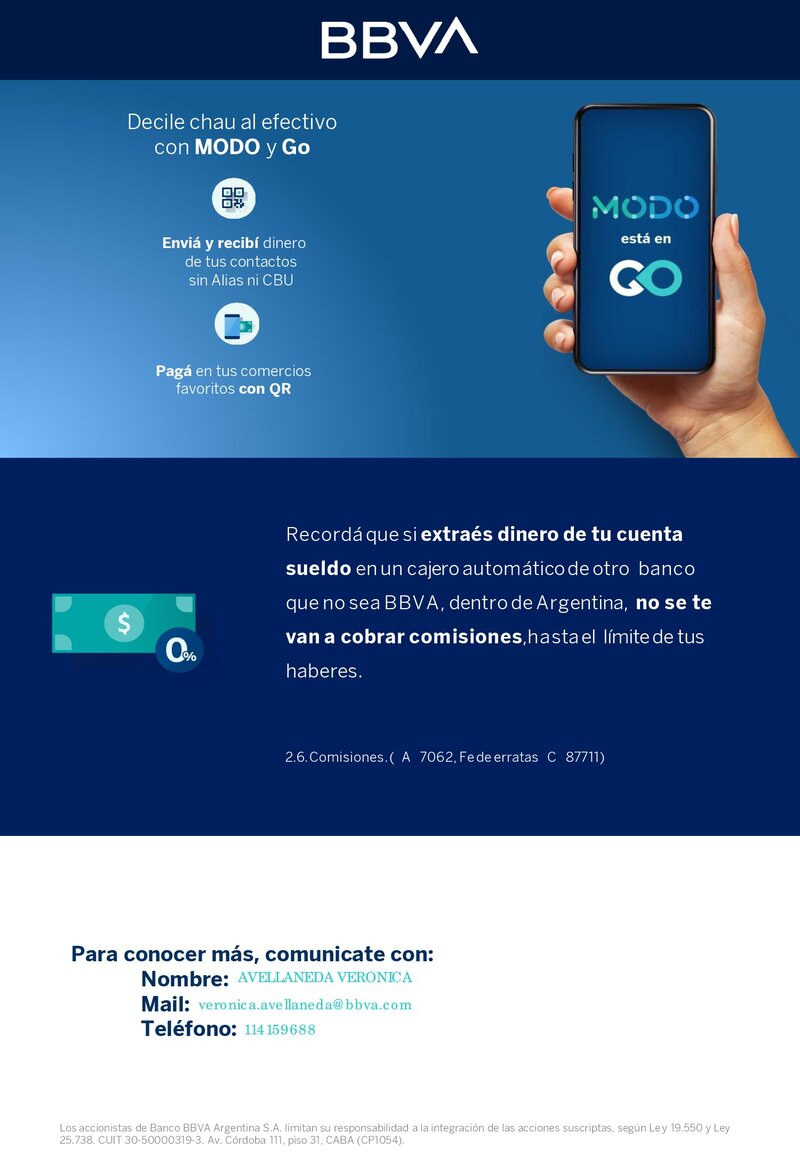 BBVA
Decile chau al efectivo
con MODO y Go
Enviá y recibí dinero
de tus contactos
sin Alias ni CBU
Pagá en tus comercios
favoritos con QR
MODO
está en
GO
Recordá que si extraés dinero de tu cuenta
sueldo en un cajero automático de otro banco
que no sea BBVA, dentro de Argentina, no se te
van a cobrar comisiones, hasta el límite de tus
haberes.
$
0%
2.6. Comisiones. ( A 7062, Fe de erratas C 87711)
Para conocer más, comunicate con:
Nombre: AVELLANEDA VERONICA
Mail: veronica.avellaneda@bbva.com
Teléfono: 114159688
Los accionistas de Banco BBVA Argentina S.A. limitan su responsabilidad a la integración de las acciones suscriptas, según Ley 19.550 y Ley
25.738. CUIT 30-50000319-3. Av. Córdoba 111, piso 31, CABA (CP1054).